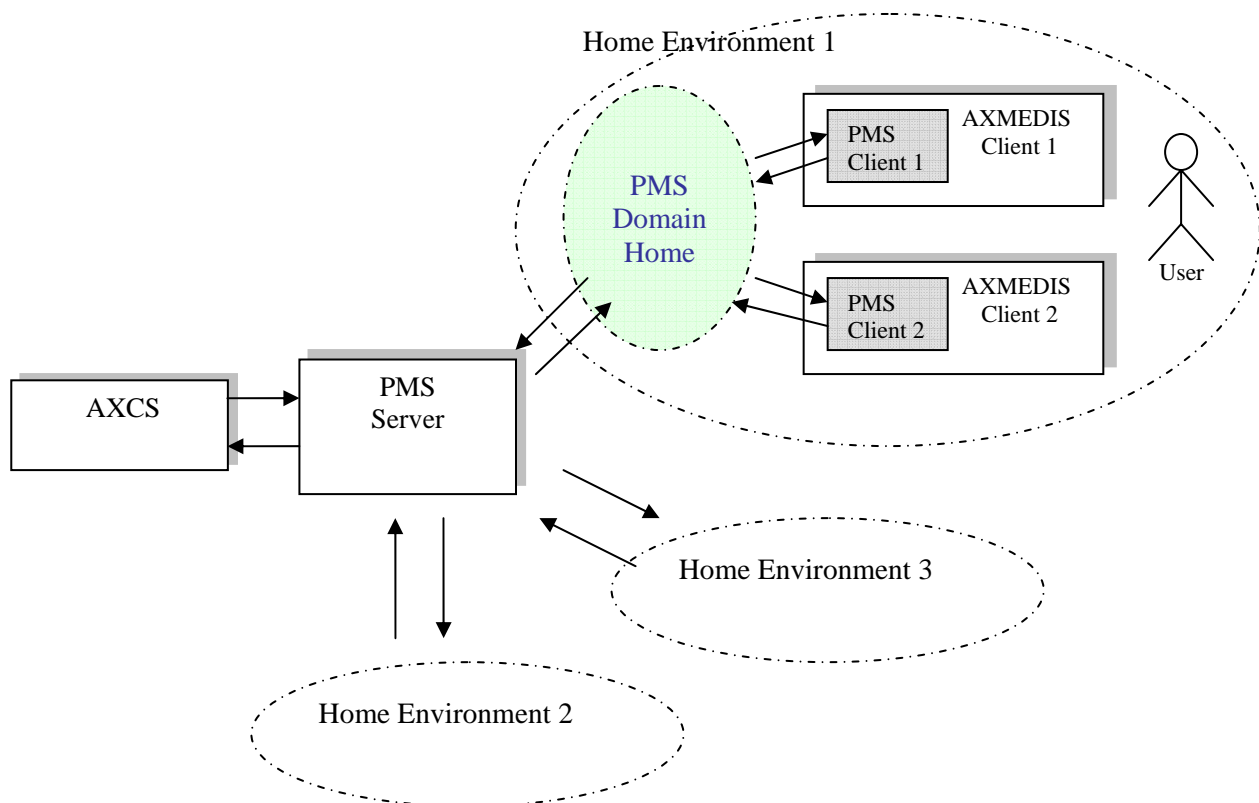 Home Environment 1
PMS
Domain
Home
PMS
Client 1
AXMEDIS
Client 1
PMS
Client 2
AXMEDIS
Client 2
User
AXCS
PMS
Server
Home Environment 3
Home Environment 2